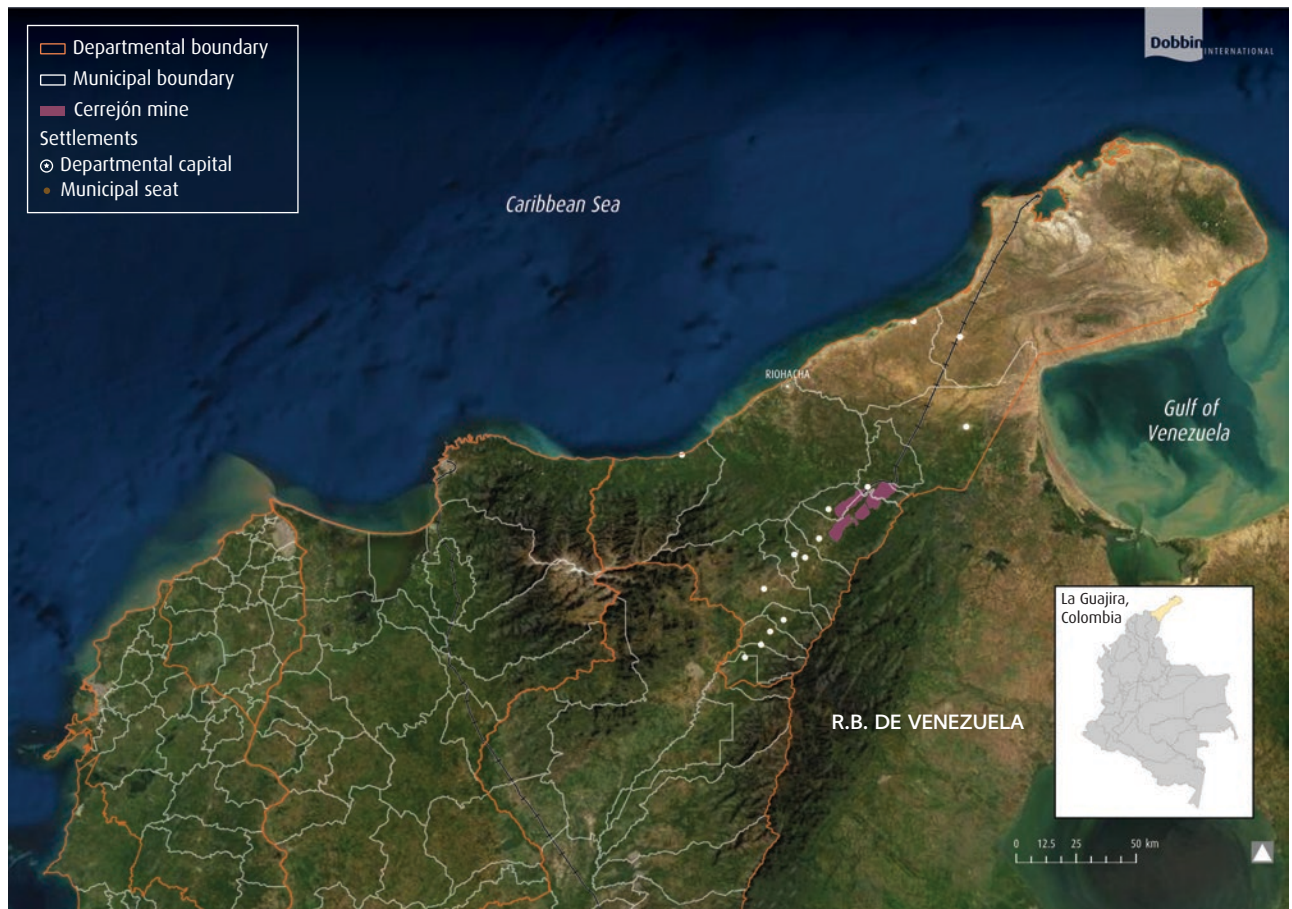 Departmental boundary
Municipal boundary
Cerrejón mine
Settlements
Departmental capital
Municipal seat
Dobbin INTERNATIONAL
Caribbean Sea
RIOHACHA
Gulf of
Venezuela
La Guajira,
Colombia
R.B. DE VENEZUELA
0 12.5 25 50 km